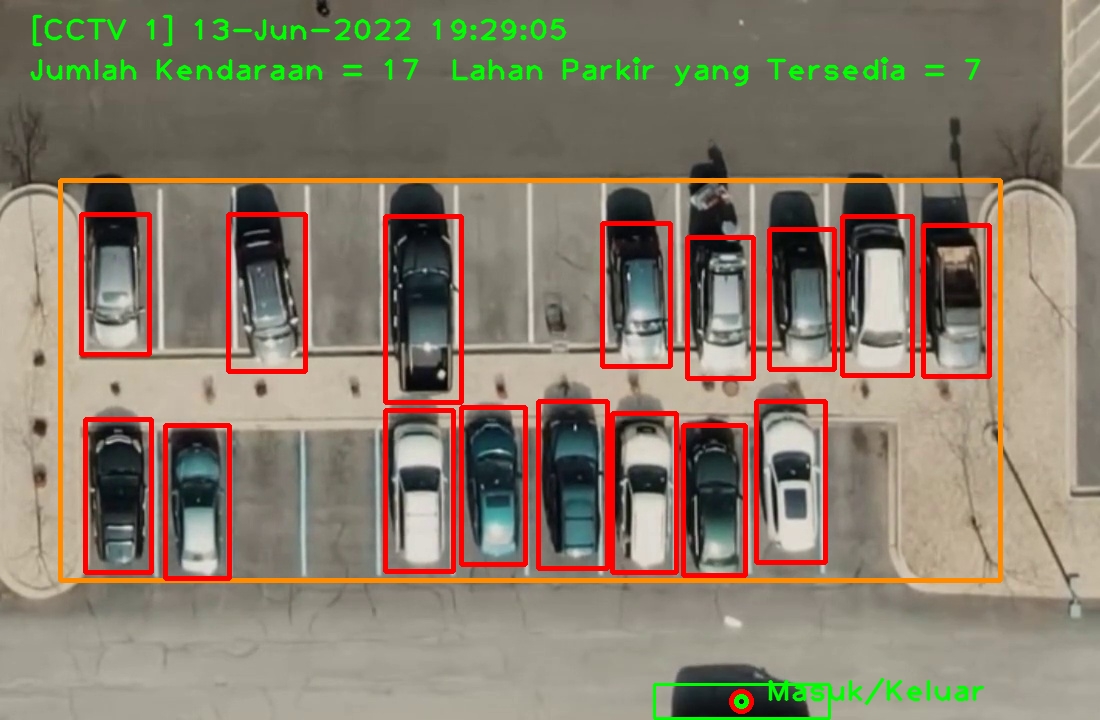 [CCTV 1] 13-Jun-2022 19:29:05
Jumlah Kendaraan = 17 Lahan Parkir yang Tersedia = 7
Masuk/Keluar